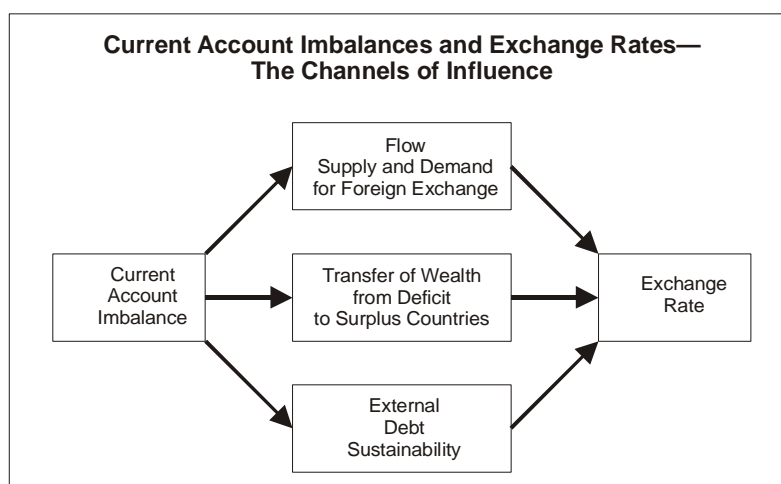 Current Account Imbalances and Exchange Rates—
The Channels of Influence
Flow
Supply and Demand
for Foreign Exchange
Current
Account
Imbalance
Transfer of Wealth
from Deficit
to Surplus Countries
Exchange
Rate
External
Debt
Sustainability